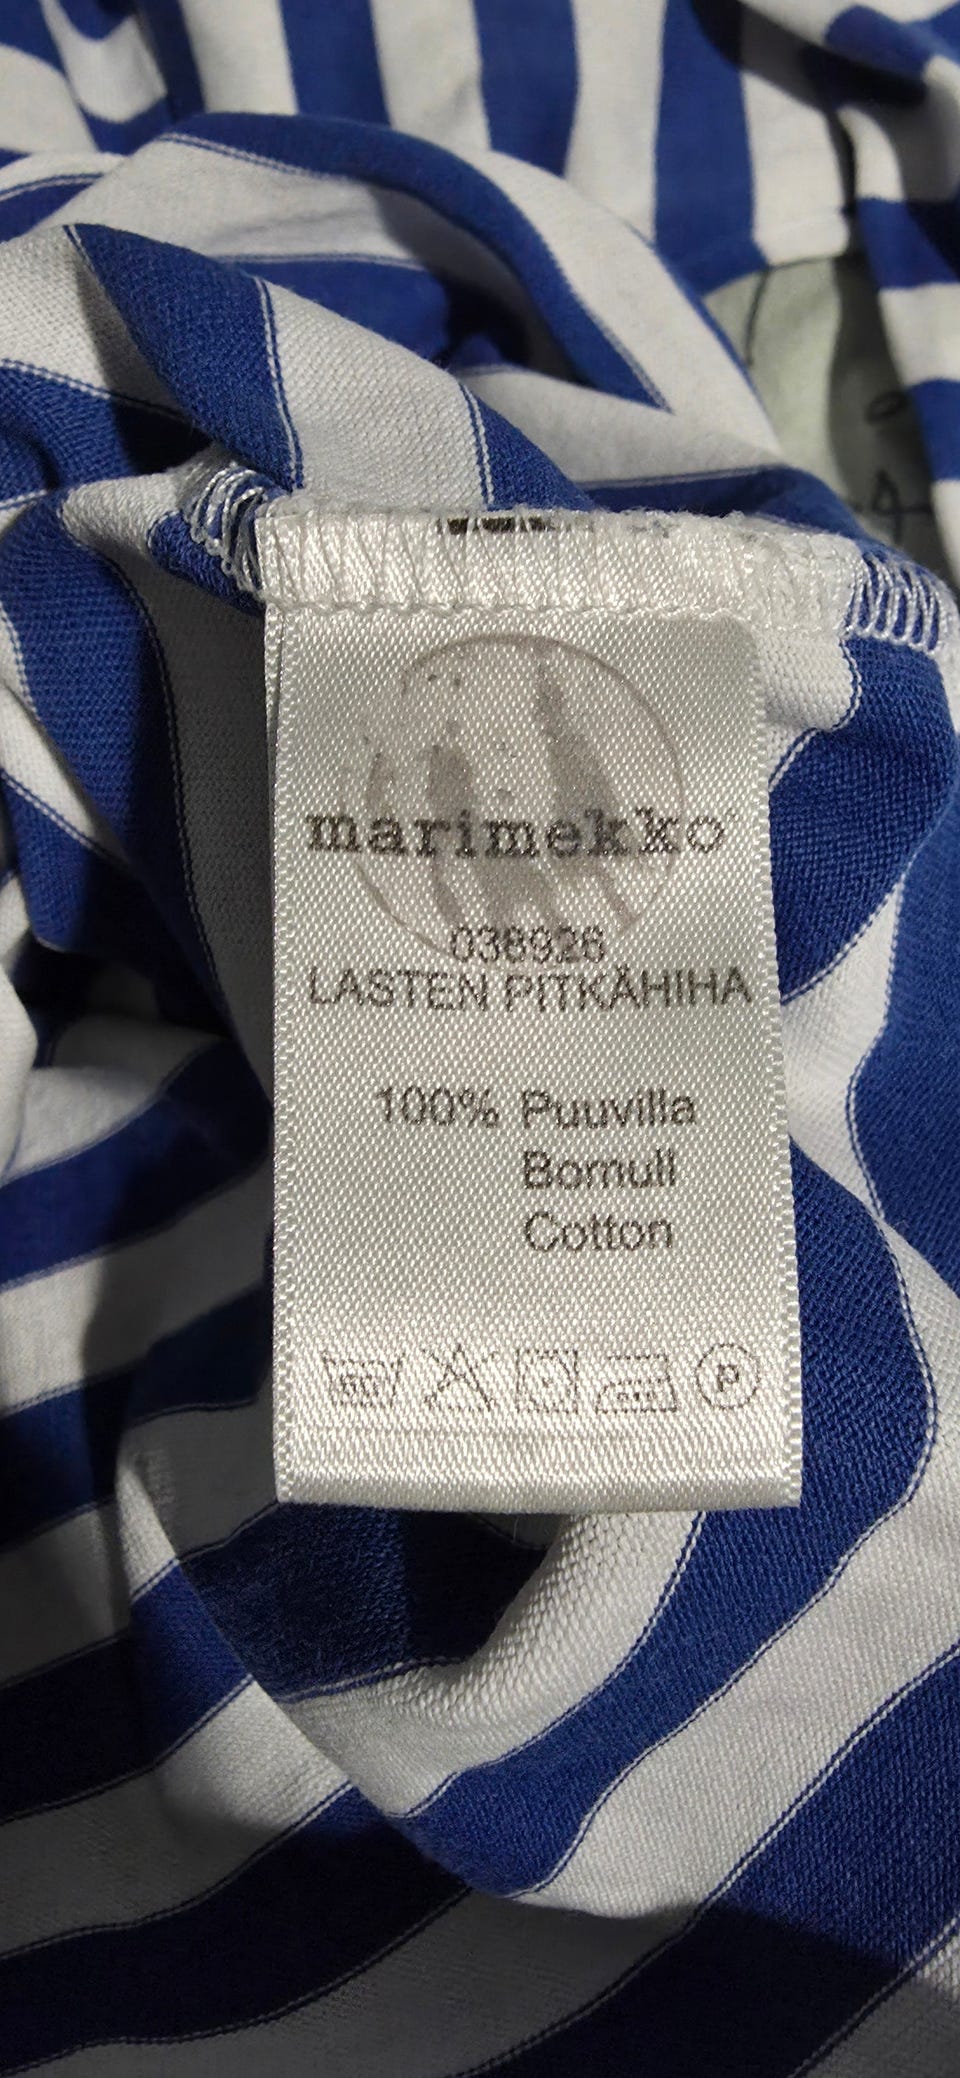 marimekko
036926
LASTEN PITKÄHIHA
100% Puuvilla
Bomull
Cotton
P